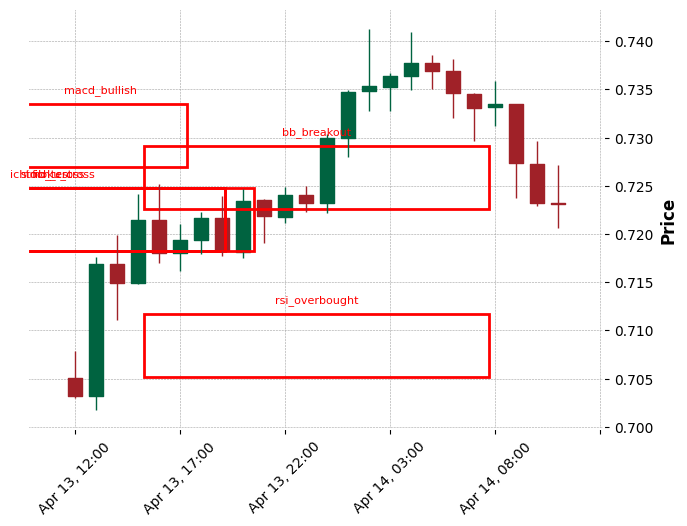 macd_bullish
bb_breakout
rsi_overbought
0.740
0.735
0.730
0.725
0.720
0.715
0.710
0.705
0.700
Price
Apr 13, 12:00
Apr 13, 17:00
Apr 13, 22:00
Apr 14, 03:00
Apr 14, 08:00